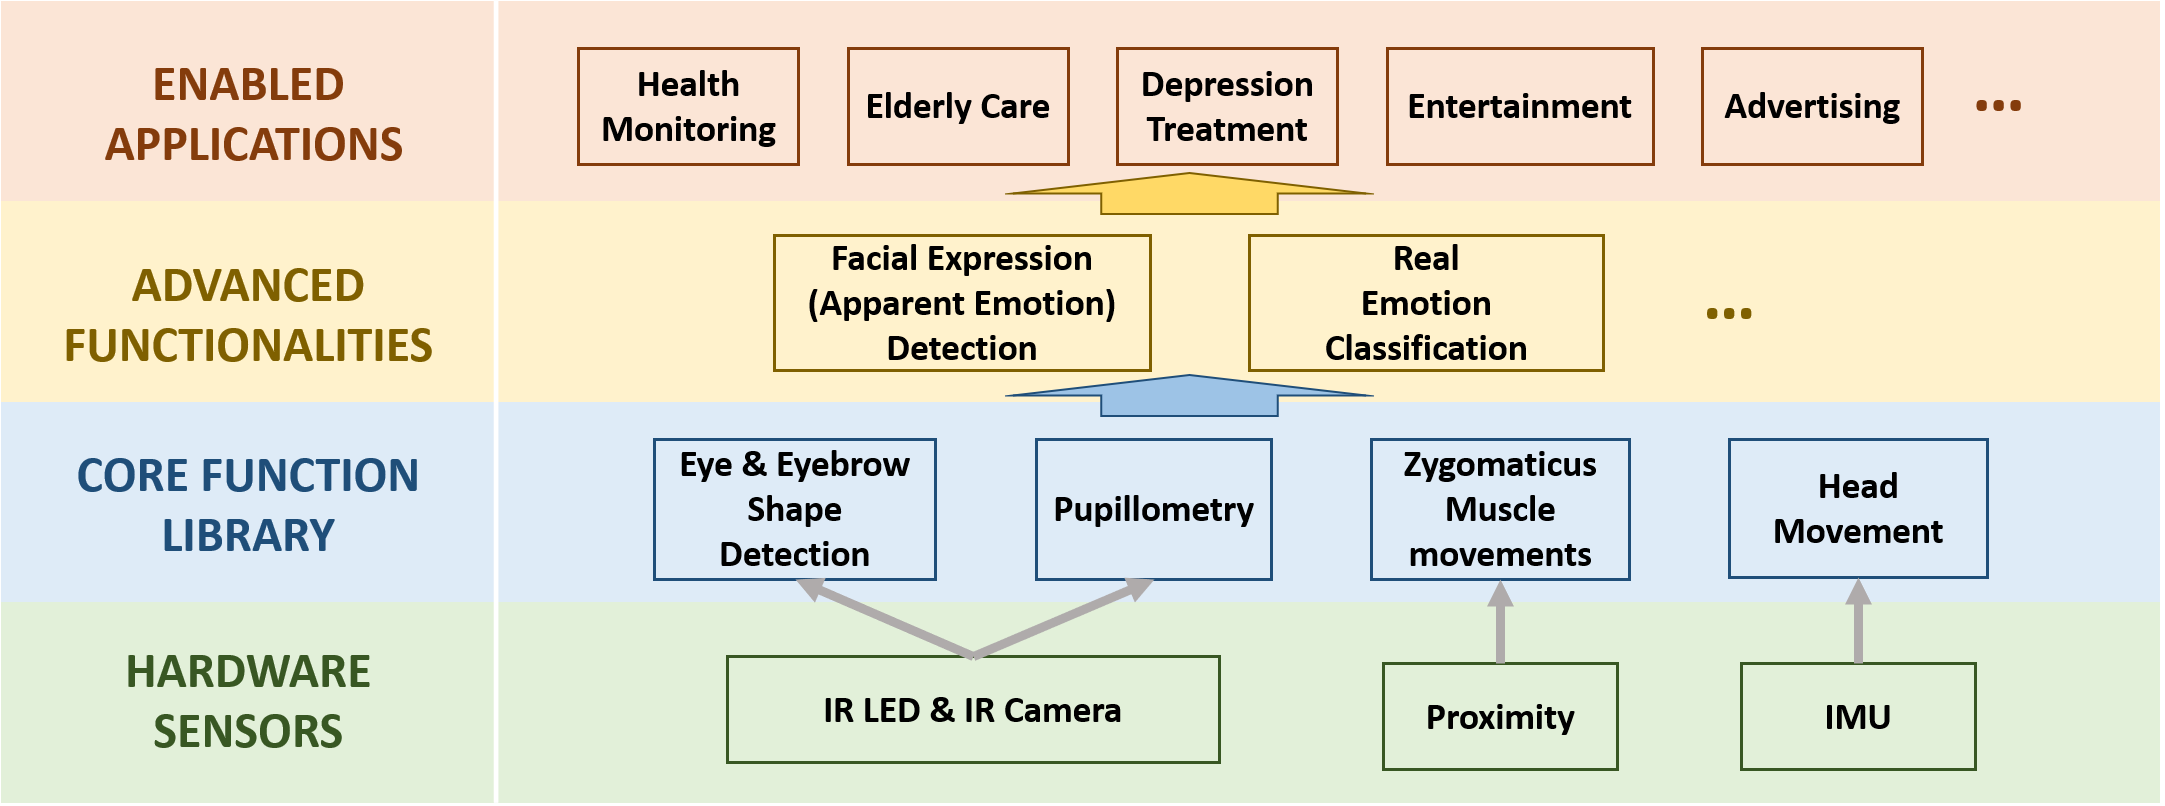 ENABLED
APPLICATIONS
Health
Monitoring
Elderly Care
Depression
Treatment
Entertainment
Advertising
...
ADVANCED
FUNCTIONALITIES
Facial Expression
(Apparent Emotion)
Detection
Real
Emotion
Classification
...
CORE FUNCTION
LIBRARY
Eye & Eyebrow
Shape
Detection
Pupillometry
Zygomaticus
Muscle
movements
Head
Movement
HARDWARE
SENSORS
IR LED & IR Camera
Proximity
IMU